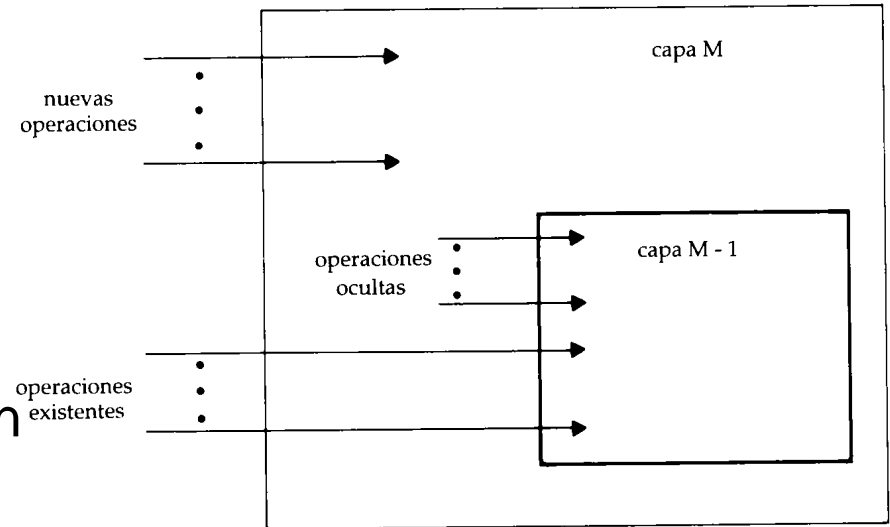 capa M
nuevas
operaciones
capa M - 1
operaciones
ocultas
operaciones
existentes
n